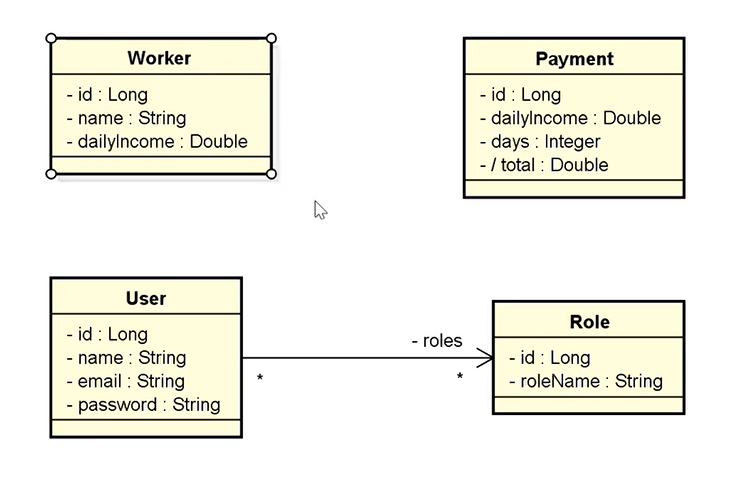 Worker
- id : Long
- name : String
- dailyIncome : Double
Payment
- id : Long
- dailyIncome : Double
- days : Integer
- / total : Double
User
- id : Long
- name : String
- email : String
- password : String
- roles
*
*
Role
- id : Long
- roleName : String